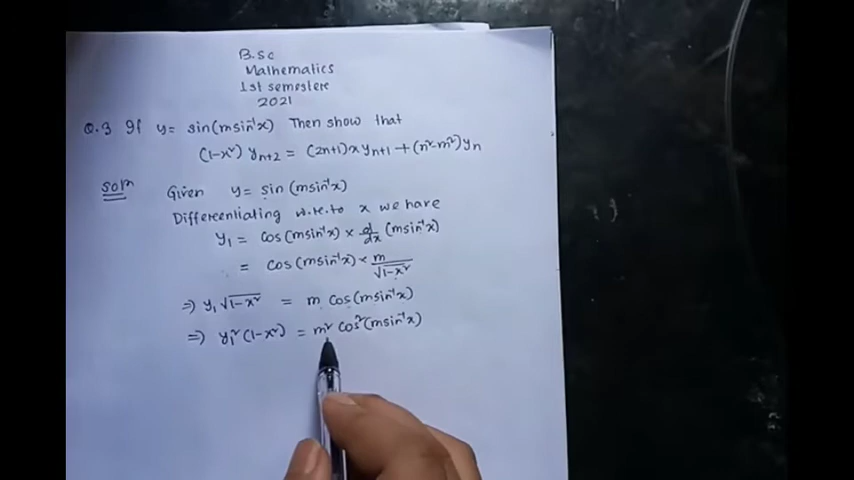 B.Sc
Mathematics
1st semestere
2021
Q.3 If y = sin(msin⁻¹x) Then show that
(1-x²) yₙ₊₂ = (2n+1)x yₙ₊₁ + (n²-m²)yₙ
Soln Given y = sin (msin⁻¹x)
Differentiating w.r.to x we have
y₁ = cos(msin⁻¹x) × d/dx (msin⁻¹x)
= cos(msin⁻¹x) × m/√1-x²
⇒ y₁√1-x² = m cos(msin⁻¹x)
⇒ y₁²(1-x²) = m² cos²(msin⁻¹x)